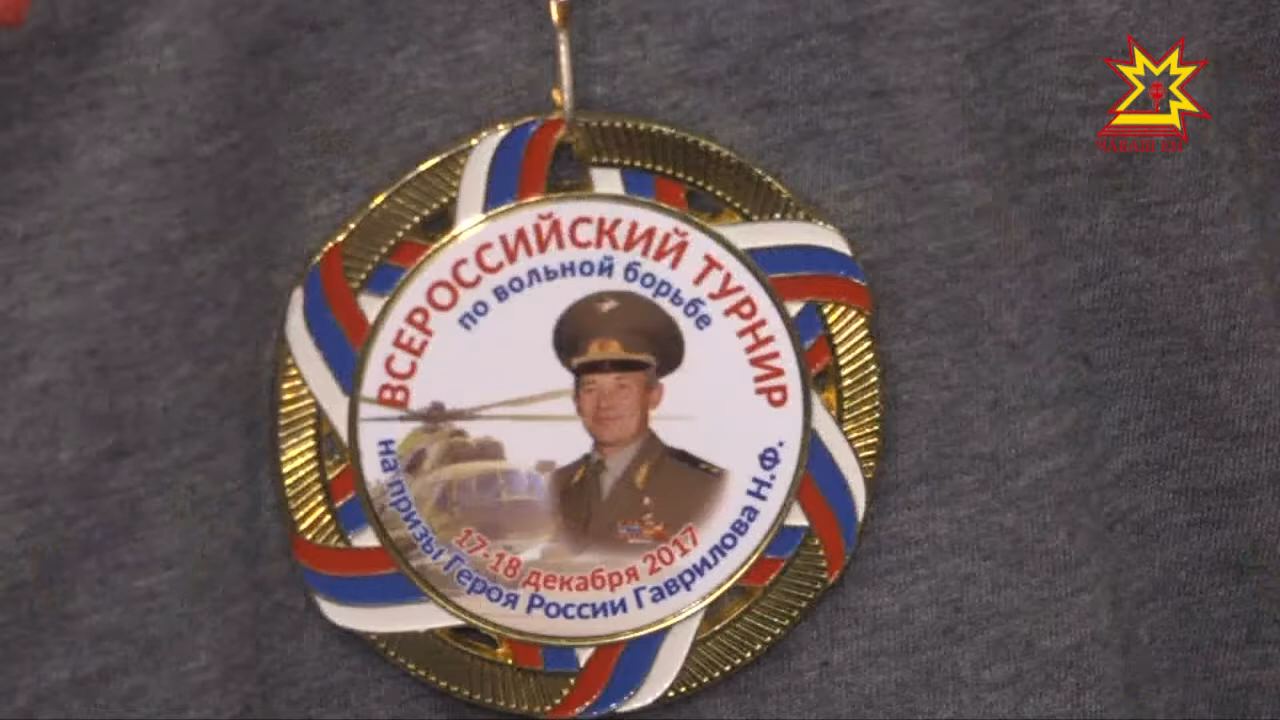 ВСЕРОССИЙСКИЙ ТУРНИР
по вольной борьбе
17-18 декабря 2017
на призы Героя России Гаврилова Н.Ф.